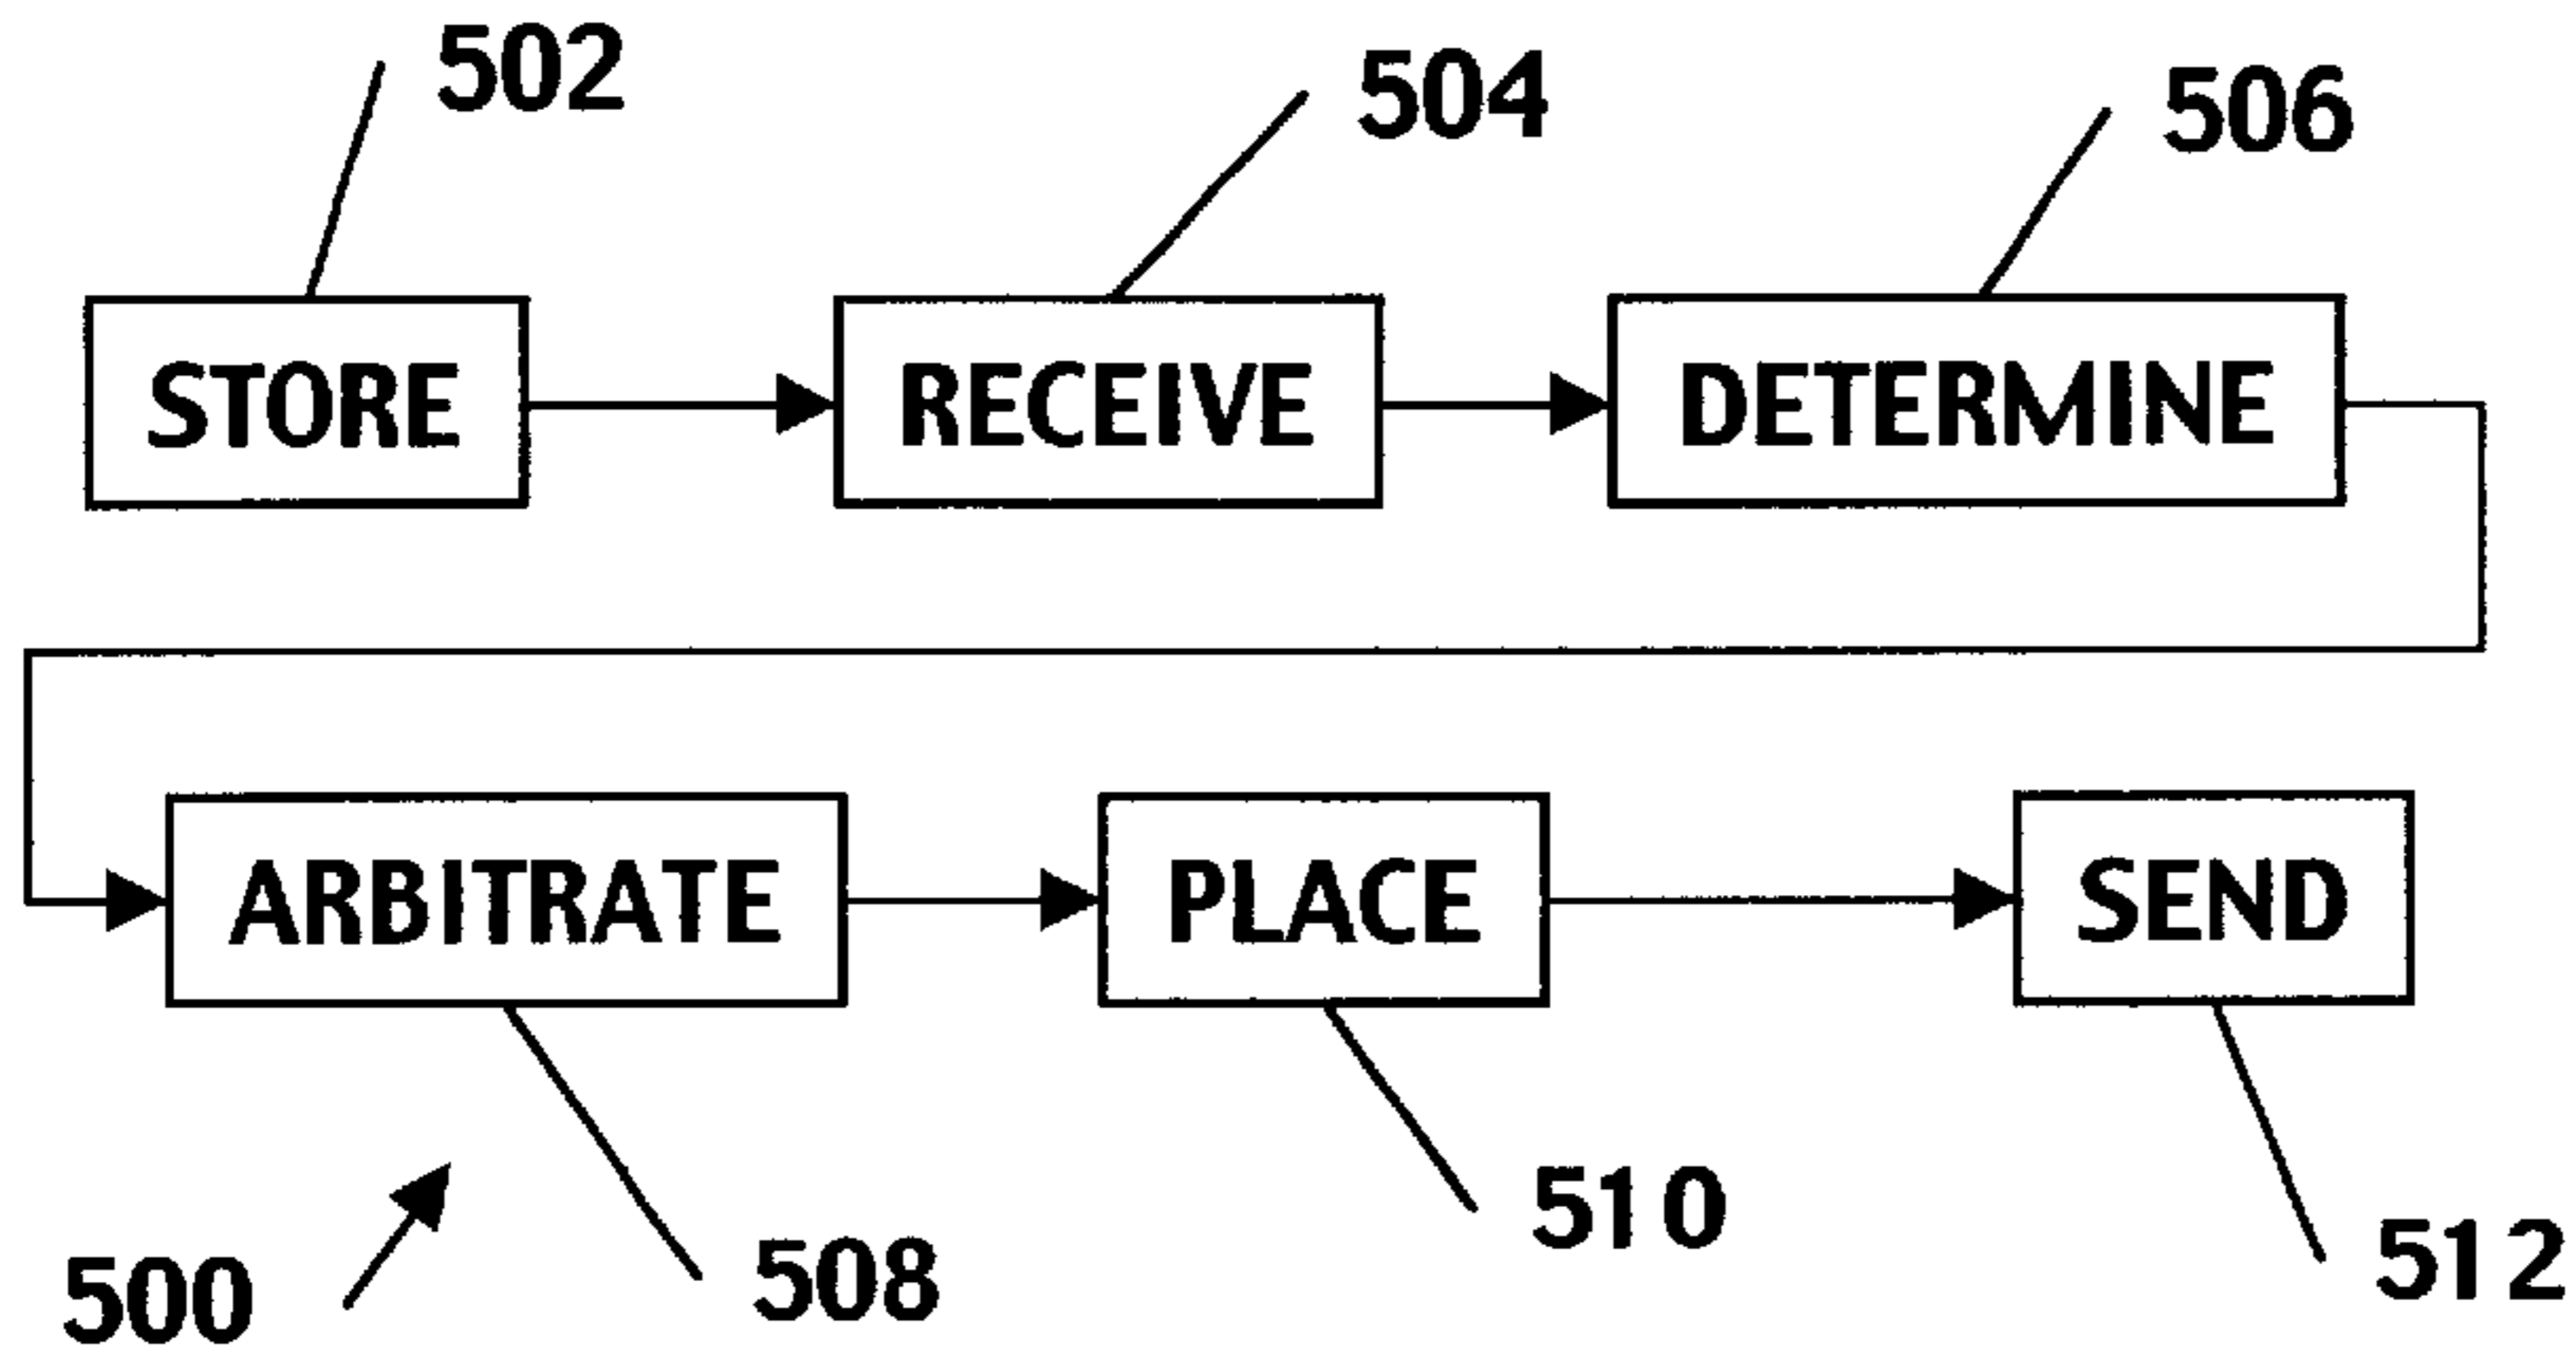 502 504 506
STORE RECEIVE DETERMINE
ARBITRATE PLACE SEND
500 508 510 512